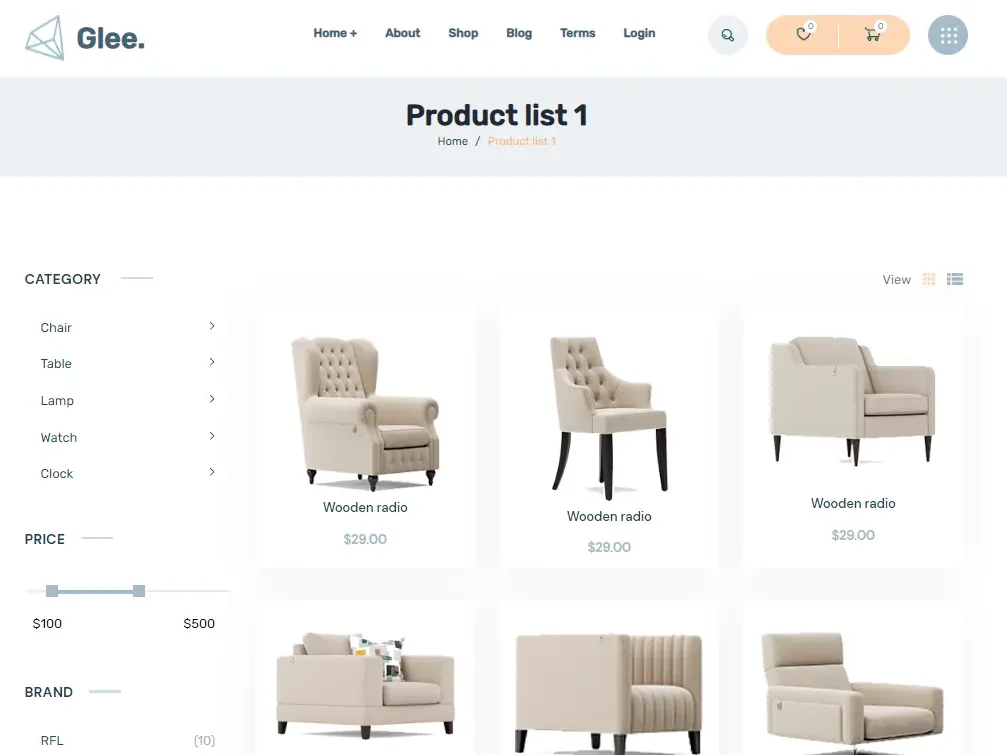 Glee.
Home + About Shop Blog Terms Login
0 0
Product list 1
Home / Product list 1
CATEGORY
View
Chair
Table
Lamp
Watch
Clock
Wooden radio
$29.00
Wooden radio
$29.00
Wooden radio
$29.00
PRICE
$100 $500
BRAND
RFL (10)